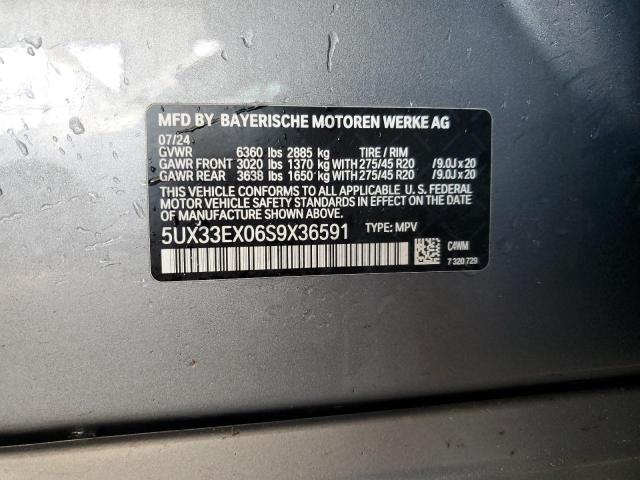 MFD BY BAYERISCHE MOTOREN WERKE AG
07/24
GVWR 6360 lbs 2885 kg TIRE / RIM
GAWR FRONT 3020 lbs 1370 kg WITH 275/45 R20 /9.0J x 20
GAWR REAR 3638 lbs 1650 kg WITH 275/45 R20 /9.0J x 20
THIS VEHICLE CONFORMS TO ALL APPLICABLE U. S. FEDERAL
MOTOR VEHICLE SAFETY STANDARDS IN EFFECT ON THE
DATE OF MANUFACTURE SHOWN ABOVE.
5UX33EX06S9X36591 TYPE: MPV
C4WM
7 320 729